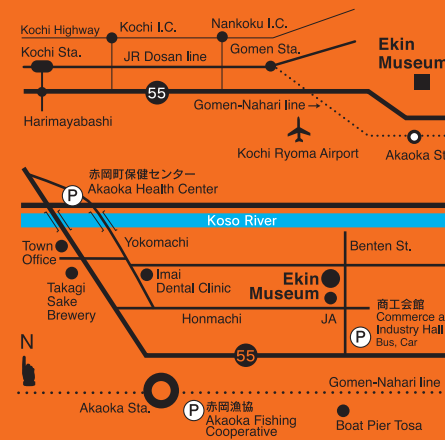 Kochi Highway
Kochi I.C.
Nankoku I.C.
Kochi Sta.
JR Dosan line
Gomen Sta.
Ekin
Museum
55
Gomen-Nahari line→
Harimayabashi
Kochi Ryoma Airport
Akaoka St
赤岡町保健センター
P
Akaoka Health Center
Koso River
Yokomachi
Benten St.
Town
Office
Imai
Dental Clinic
Takagi
Sake
Brewery
Ekin
Museum
Honmachi
JA
商工会館
Commerce a
Industry Hall
P
Bus, Car
N
55
Gomen-Nahari line
Akaoka Sta.
P
赤岡漁協
Akaoka Fishing
Cooperative
Boat Pier Tosa